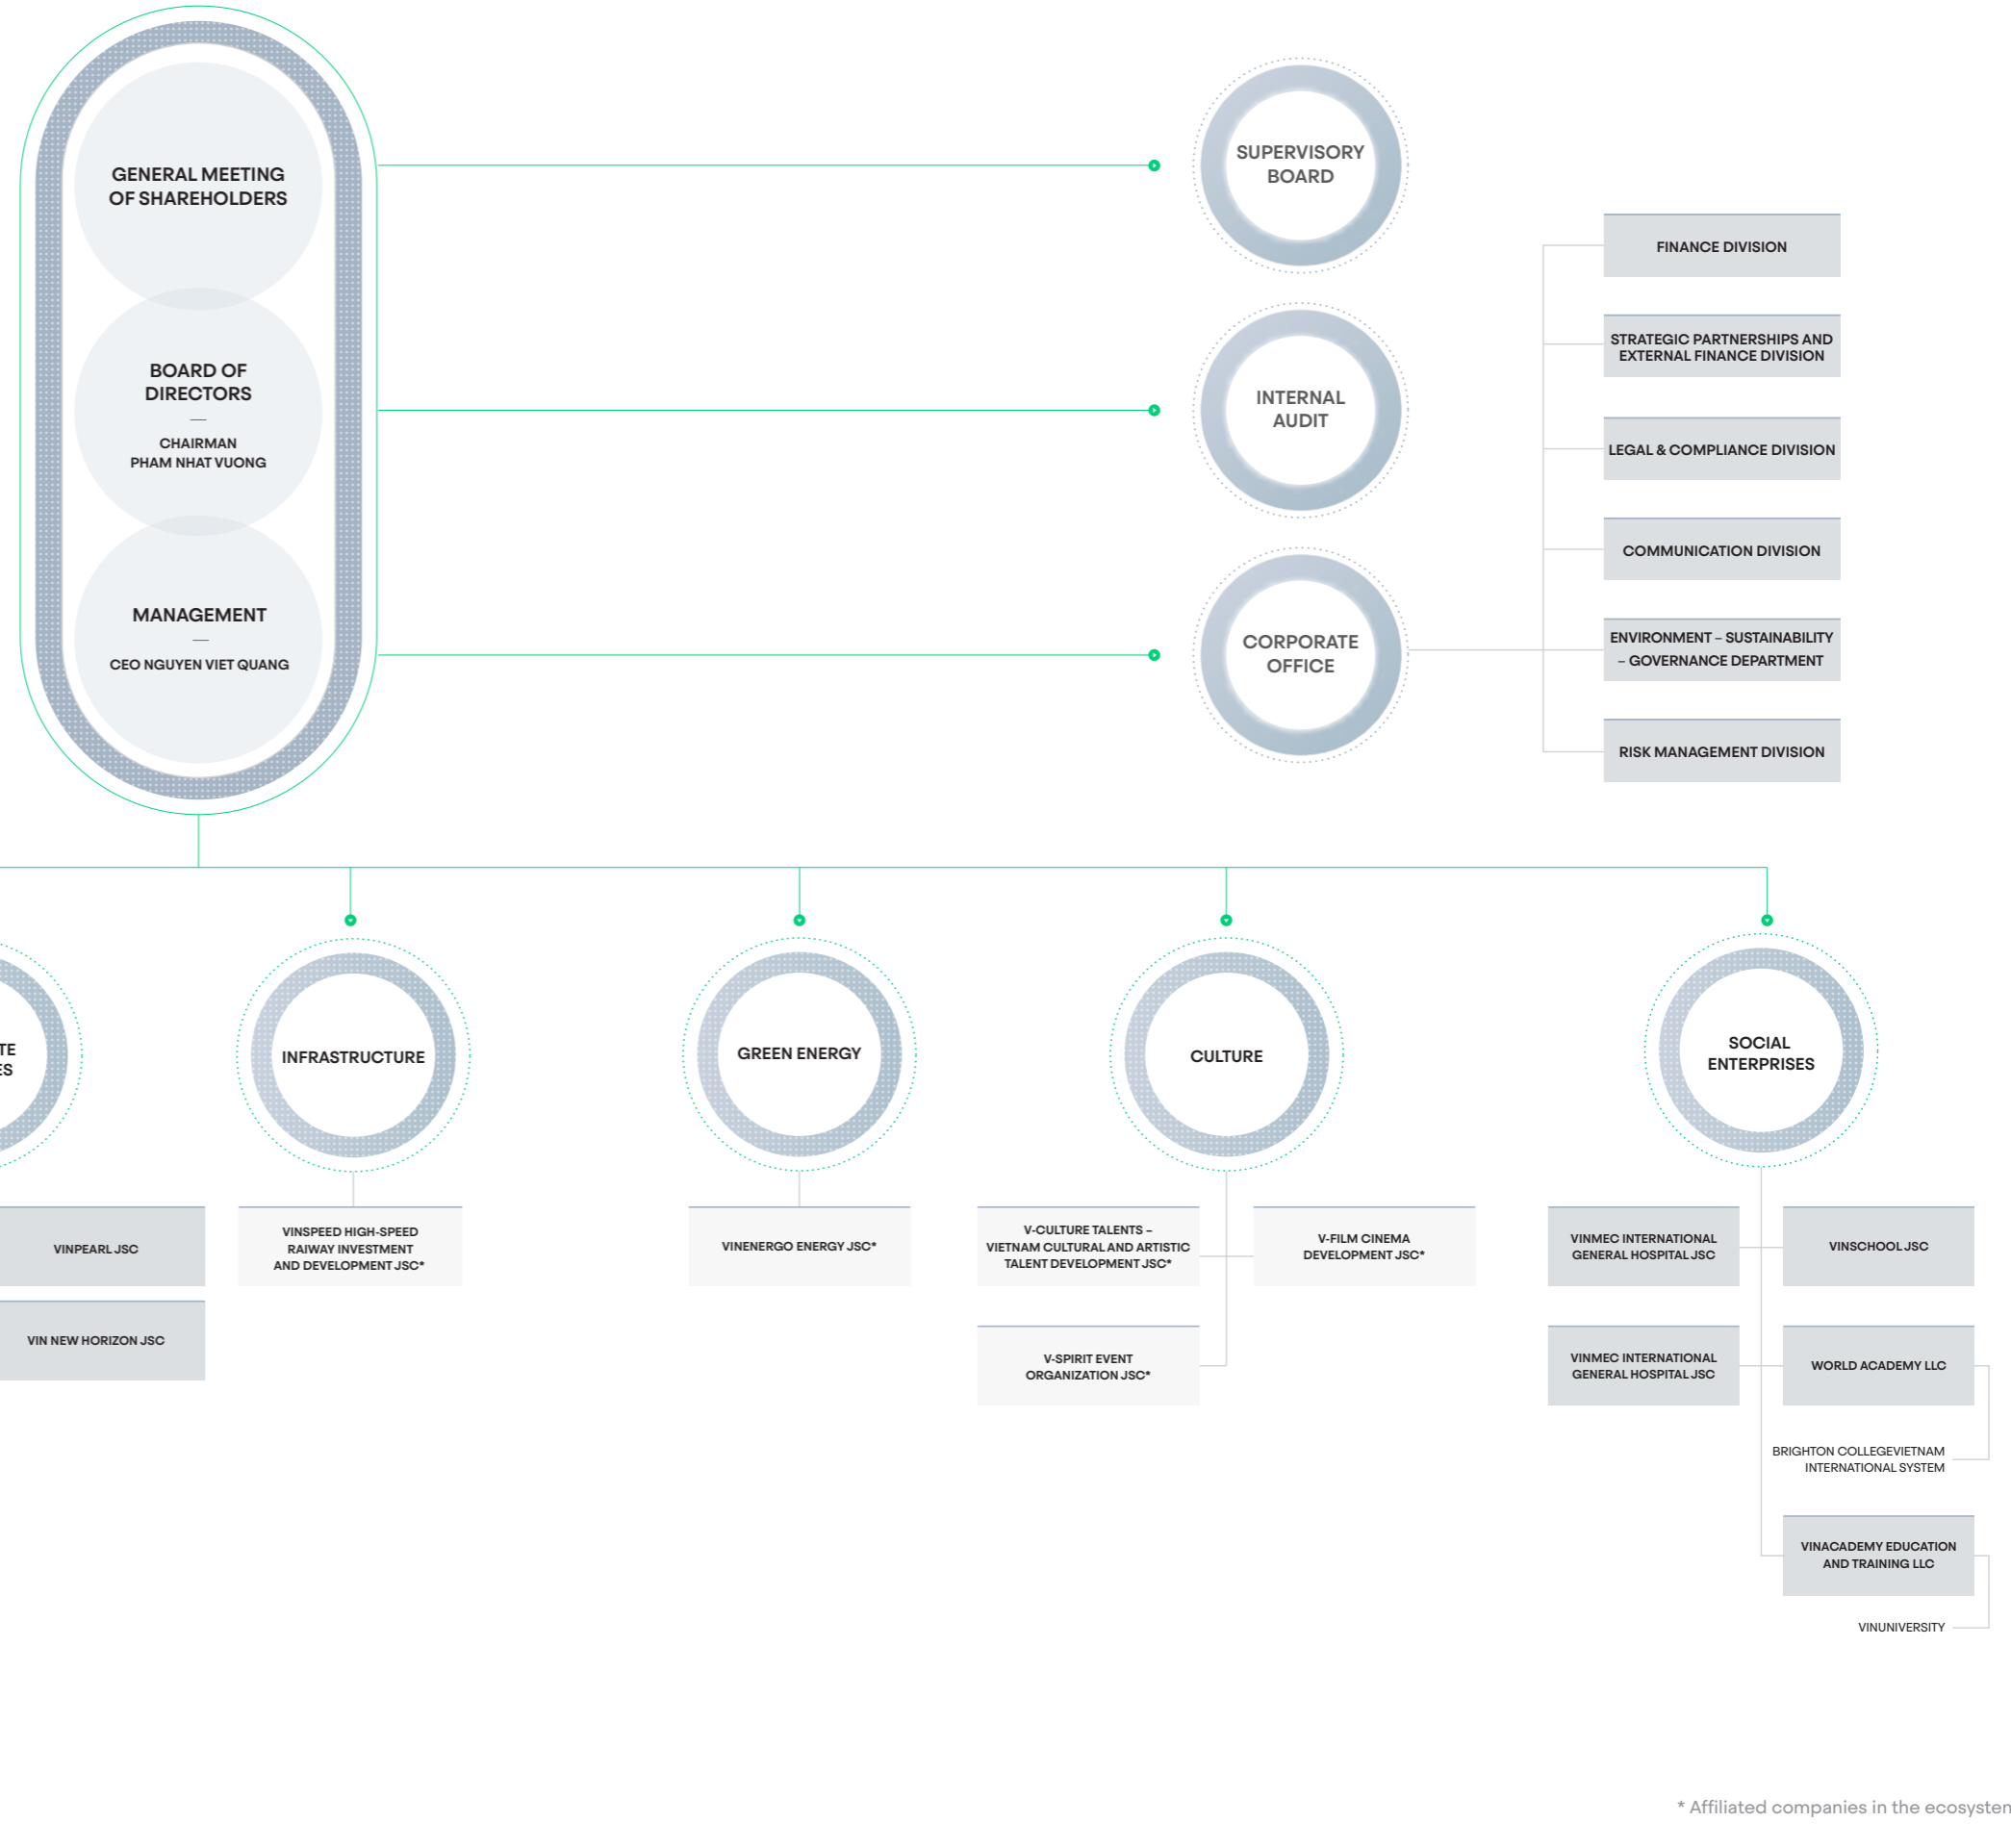 GENERAL MEETING
OF SHAREHOLDERS
BOARD OF
DIRECTORS
—
CHAIRMAN
PHAM NHAT VUONG
MANAGEMENT
—
CEO NGUYEN VIET QUANG
SUPERVISORY
BOARD
INTERNAL
AUDIT
CORPORATE
OFFICE
FINANCE DIVISION
STRATEGIC PARTNERSHIPS AND
EXTERNAL FINANCE DIVISION
LEGAL & COMPLIANCE DIVISION
COMMUNICATION DIVISION
ENVIRONMENT – SUSTAINABILITY
– GOVERNANCE DEPARTMENT
RISK MANAGEMENT DIVISION
TE
ES
VINPEARL JSC
VIN NEW HORIZON JSC
INFRASTRUCTURE
VINSPEED HIGH-SPEED
RAIWAY INVESTMENT
AND DEVELOPMENT JSC*
GREEN ENERGY
VINENERGO ENERGY JSC*
CULTURE
V-CULTURE TALENTS –
VIETNAM CULTURAL AND ARTISTIC
TALENT DEVELOPMENT JSC*
V-FILM CINEMA
DEVELOPMENT JSC*
V-SPIRIT EVENT
ORGANIZATION JSC*
SOCIAL
ENTERPRISES
VINMEC INTERNATIONAL
GENERAL HOSPITAL JSC
VINSCHOOL JSC
VINMEC INTERNATIONAL
GENERAL HOSPITAL JSC
WORLD ACADEMY LLC
BRIGHTON COLLEGEVIETNAM
INTERNATIONAL SYSTEM
VINACADEMY EDUCATION
AND TRAINING LLC
VINUNIVERSITY
* Affiliated companies in the ecosystem